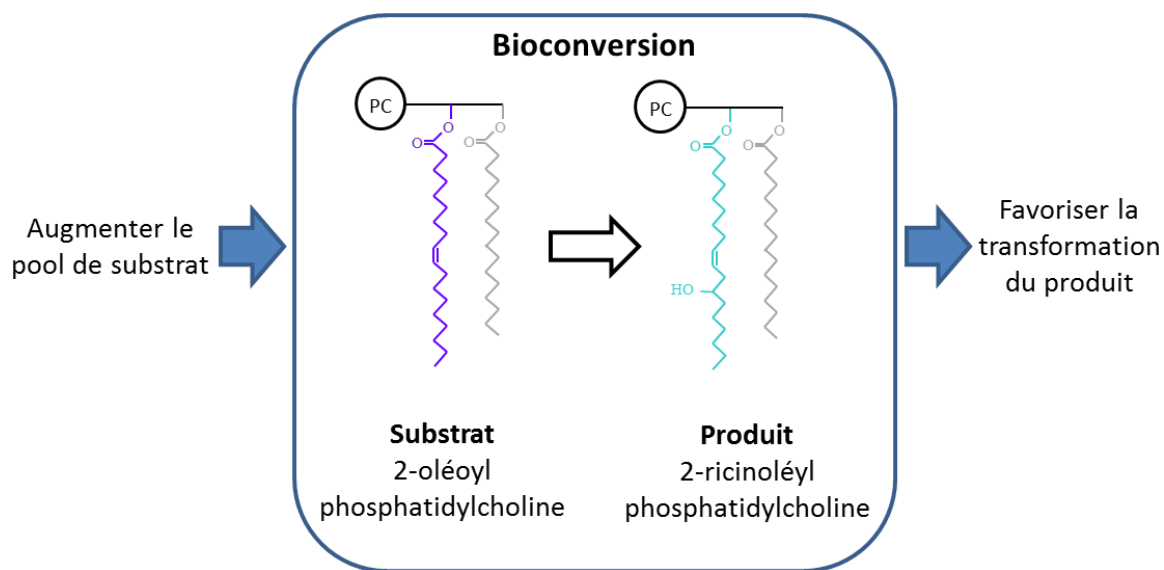 Bioconversion
PC
O
O
O
O
PC
O
O
O
O
HO
Augmenter le
pool de substrat
Favoriser la
transformation
du produit
Substrat
2-oléoyl
phosphatidylcholine
Produit
2-ricinoléyl
phosphatidylcholine